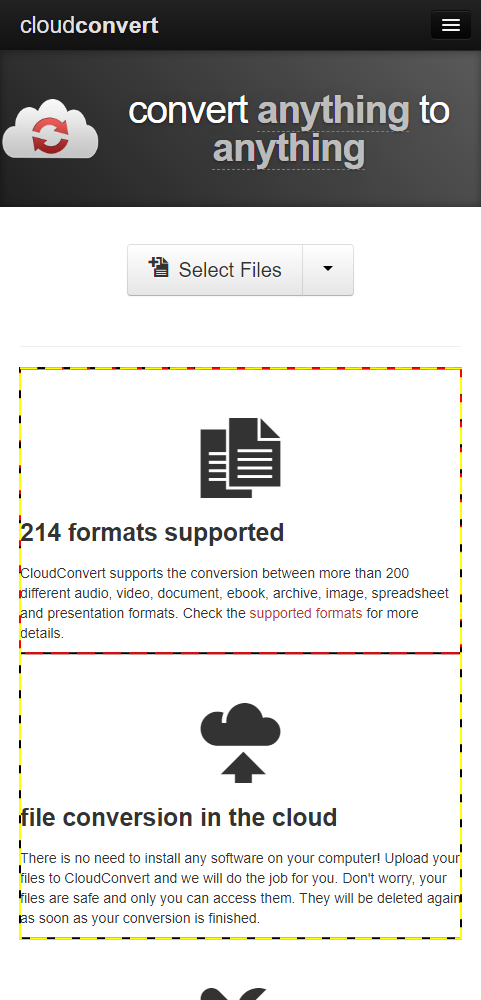 cloudconvert
convert anything to
anything
Select Files
214 formats supported
CloudConvert supports the conversion between more than 200
different audio, video, document, ebook, archive, image, spreadsheet
and presentation formats. Check the supported formats for more
details.
file conversion in the cloud
There is no need to install any software on your computer! Upload your
files to CloudConvert and we will do the job for you. Don't worry, your
files are safe and only you can access them. They will be deleted again
as soon as your conversion is finished.